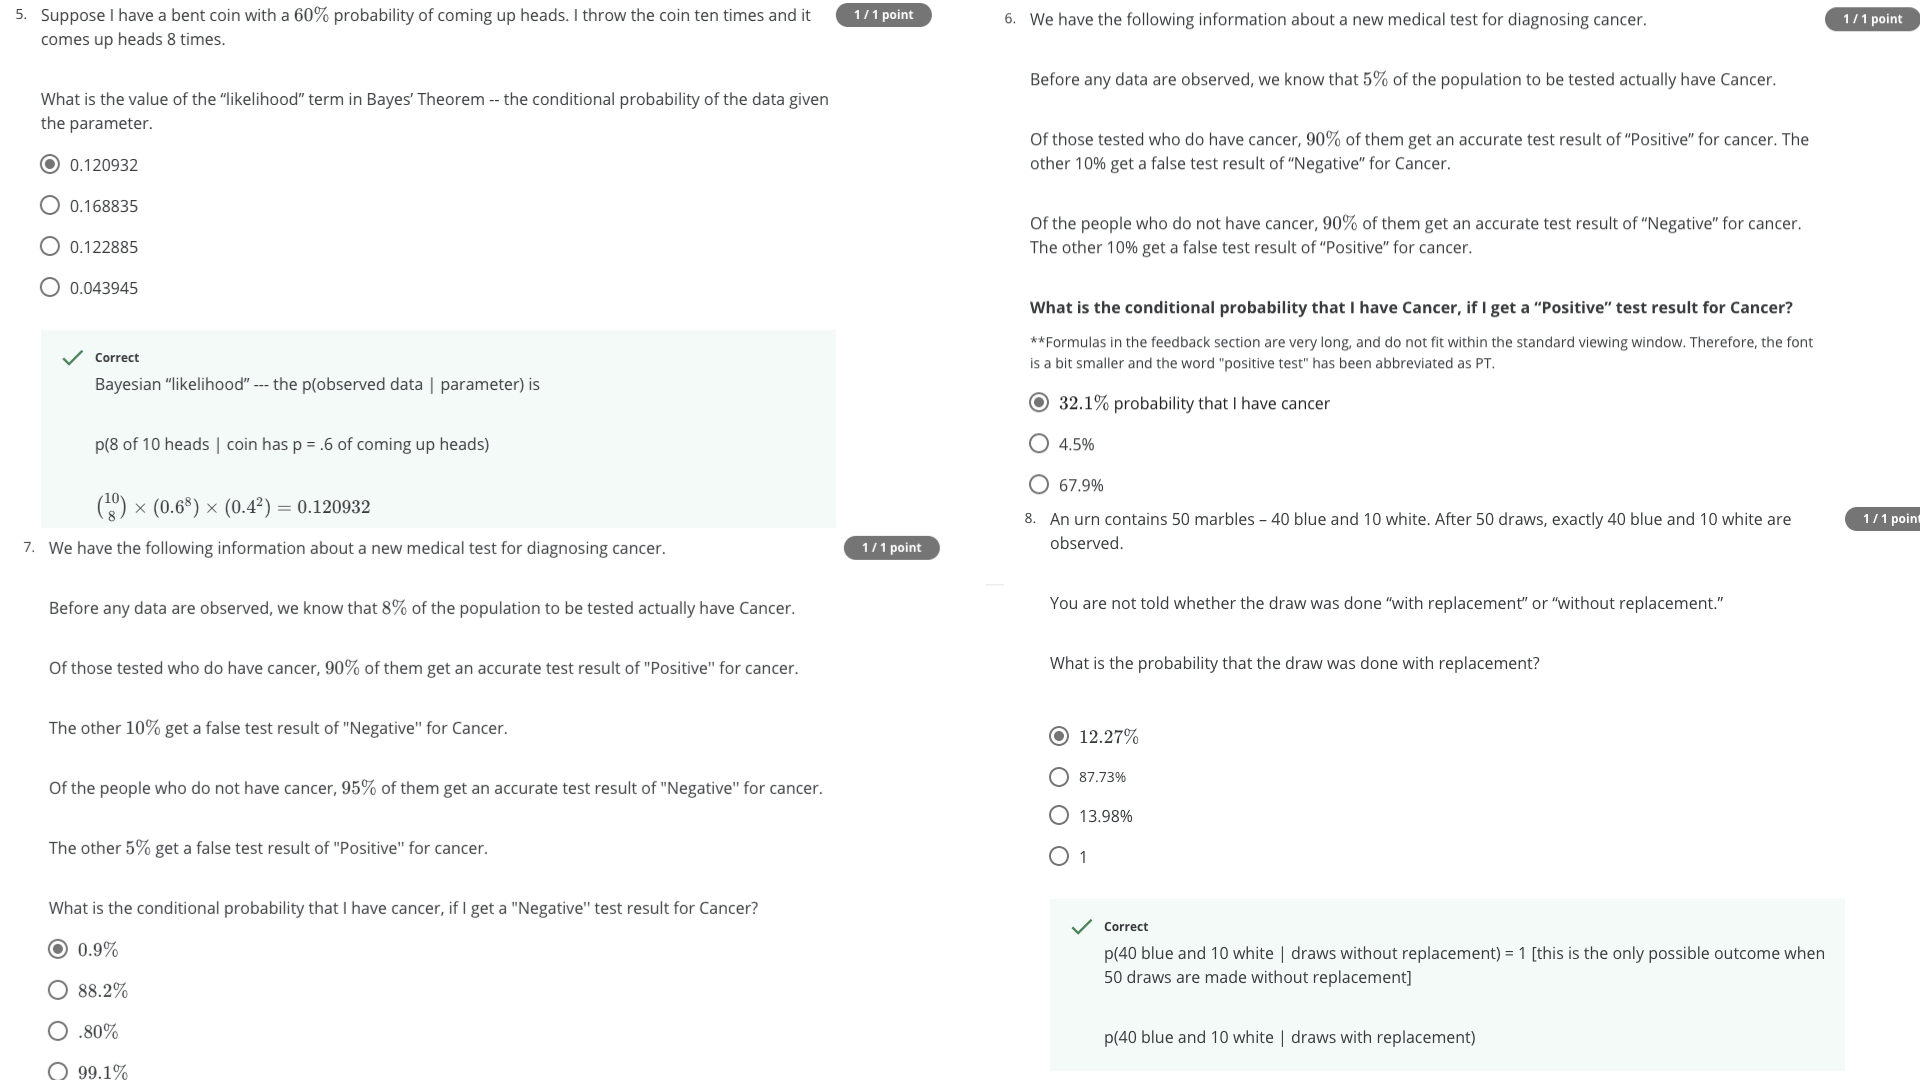 5. Suppose I have a bent coin with a 60% probability of coming up heads. I throw the coin ten times and it
comes up heads 8 times.
1 / 1 point
What is the value of the “likelihood” term in Bayes’ Theorem -- the conditional probability of the data given
the parameter.
0.120932
0.168835
0.122885
0.043945
Correct
Bayesian “likelihood” --- the p(observed data | parameter) is
p(8 of 10 heads | coin has p = .6 of coming up heads)
(10 8) × (0.6⁸) × (0.4²) = 0.120932
6. We have the following information about a new medical test for diagnosing cancer.
1 / 1 point
Before any data are observed, we know that 5% of the population to be tested actually have Cancer.
Of those tested who do have cancer, 90% of them get an accurate test result of “Positive” for cancer. The
other 10% get a false test result of “Negative” for Cancer.
Of the people who do not have cancer, 90% of them get an accurate test result of “Negative” for cancer.
The other 10% get a false test result of “Positive” for cancer.
What is the conditional probability that I have Cancer, if I get a “Positive” test result for Cancer?
**Formulas in the feedback section are very long, and do not fit within the standard viewing window. Therefore, the font
is a bit smaller and the word "positive test" has been abbreviated as PT.
32.1% probability that I have cancer
4.5%
67.9%
7. We have the following information about a new medical test for diagnosing cancer.
1 / 1 point
Before any data are observed, we know that 8% of the population to be tested actually have Cancer.
Of those tested who do have cancer, 90% of them get an accurate test result of "Positive'' for cancer.
The other 10% get a false test result of "Negative'' for Cancer.
Of the people who do not have cancer, 95% of them get an accurate test result of "Negative'' for cancer.
The other 5% get a false test result of "Positive'' for cancer.
What is the conditional probability that I have cancer, if I get a "Negative'' test result for Cancer?
0.9%
88.2%
.80%
99.1%
8. An urn contains 50 marbles – 40 blue and 10 white. After 50 draws, exactly 40 blue and 10 white are
observed.
1 / 1 point
You are not told whether the draw was done “with replacement” or “without replacement.”
What is the probability that the draw was done with replacement?
12.27%
87.73%
13.98%
1
Correct
p(40 blue and 10 white | draws without replacement) = 1 [this is the only possible outcome when
50 draws are made without replacement]
p(40 blue and 10 white | draws with replacement)